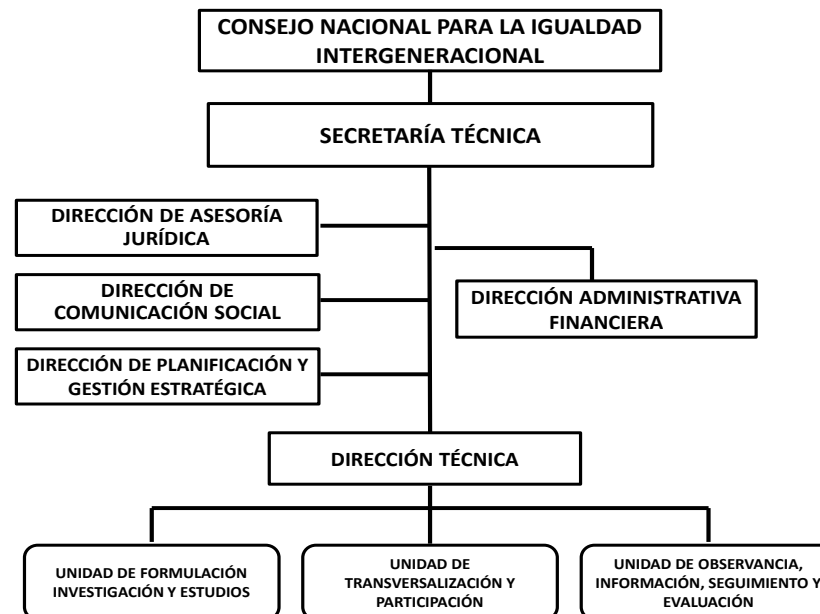 CONSEJO NACIONAL PARA LA IGUALDAD
INTERGENERACIONAL
SECRETARÍA TÉCNICA
DIRECCIÓN DE ASESORÍA
JURÍDICA
DIRECCIÓN DE
COMUNICACIÓN SOCIAL
DIRECCIÓN ADMINISTRATIVA
FINANCIERA
DIRECCIÓN DE PLANIFICACIÓN Y
GESTIÓN ESTRATÉGICA
DIRECCIÓN TÉCNICA
UNIDAD DE FORMULACIÓN
INVESTIGACIÓN Y ESTUDIOS
UNIDAD DE
TRANSVERSALIZACIÓN Y
PARTICIPACIÓN
UNIDAD DE OBSERVANCIA,
INFORMACIÓN, SEGUIMIENTO Y
EVALUACIÓN